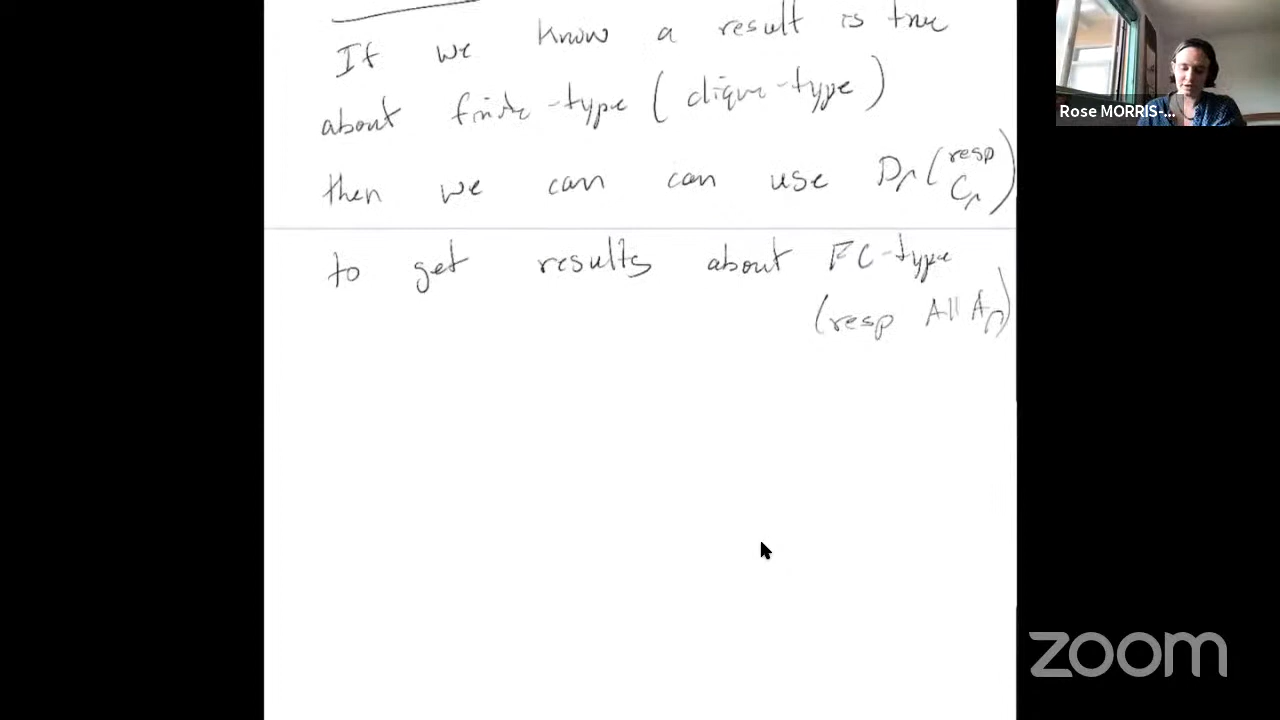 If we know a result is true
about finite-type (clique-type)
then we can can use D_Γ (resp C_Γ)
to get results about FC-type
(resp All A_Γ)
Rose MORRIS-...
zoom